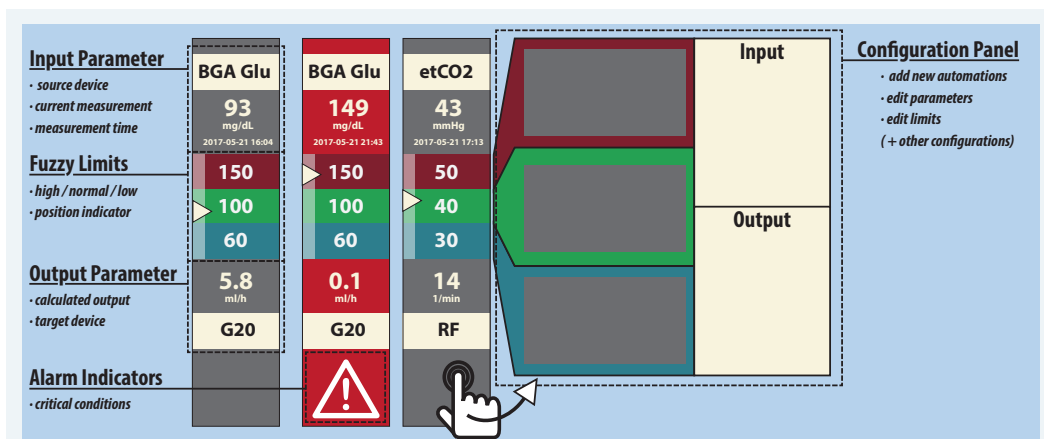 Input Parameter
· source device
· current measurement
· measurement time
Fuzzy Limits
· high / normal / low
· position indicator
Output Parameter
· calculated output
· target device
Alarm Indicators
· critical conditions
BGA Glu
93
mg/dL
2017-05-21 16:04
150
100
60
5.8
ml/h
G20
BGA Glu
149
mg/dL
2017-05-21 21:43
150
100
60
0.1
ml/h
G20
etCO2
43
mmHg
2017-05-21 17:13
50
40
30
14
1/min
RF
Input
Output
Configuration Panel
· add new automations
· edit parameters
· edit limits
( + other configurations)